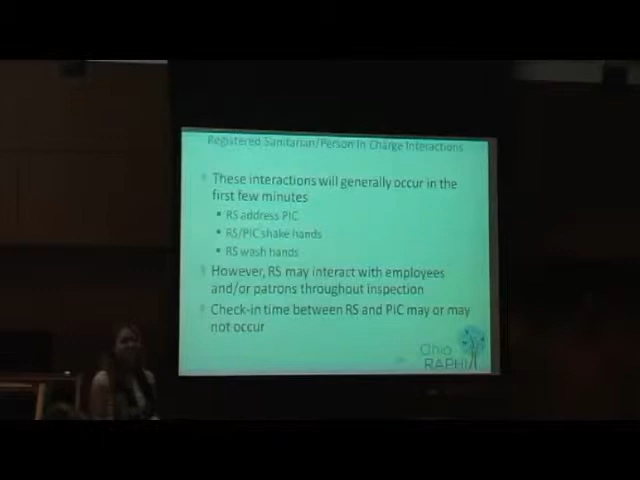 Registered Sanitarian/Person In Charge Interactions
These interactions will generally occur in the
first few minutes
RS address PIC
RS/PIC shake hands
RS wash hands
However, RS may interact with employees
and/or patrons throughout inspection
Check-in time between RS and PIC may or may
not occur
Ohio
RAPHI